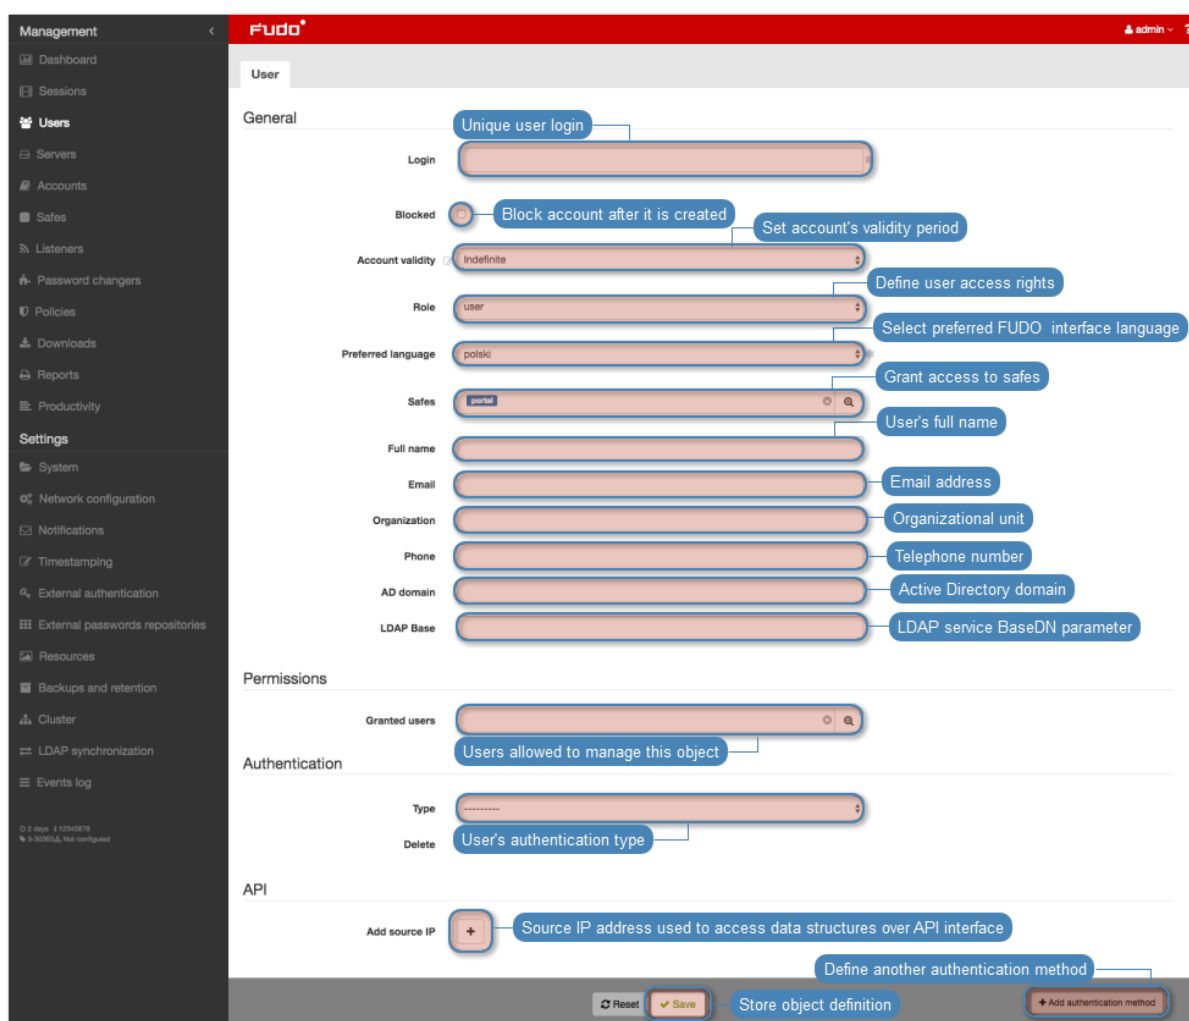 Management
FUDO
admin
?
Dashboard
Sessions
Users
Servers
Accounts
Safes
Listeners
Password changers
Policies
Downloads
Reports
Productivity
Settings
System
Network configuration
Notifications
Timestamping
External authentication
External passwords repositories
Resources
Backups and retention
Cluster
LDAP synchronization
Events log
2 days 12345678
Not configured
User
General
Unique user login
Login
Blocked
Block account after it is created
Set account's validity period
Account validity
Indefinite
Define user access rights
Role
user
Select preferred FUDO interface language
Preferred language
polski
Grant access to safes
Safes
portal
User's full name
Full name
Email
Email address
Organization
Organizational unit
Phone
Telephone number
AD domain
Active Directory domain
LDAP Base
LDAP service BaseDN parameter
Permissions
Granted users
Users allowed to manage this object
Authentication
Type
---------
User's authentication type
Delete
API
Add source IP
+
Source IP address used to access data structures over API interface
Define another authentication method
Reset
Save
Store object definition
+ Add authentication method